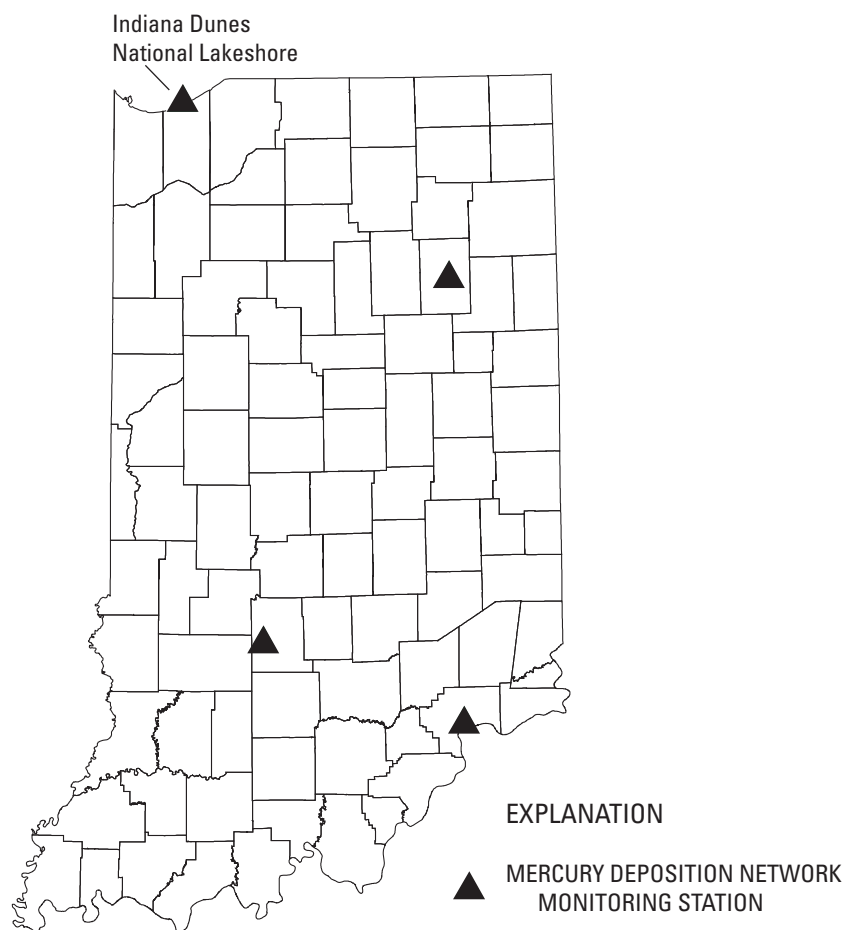 Indiana Dunes
National Lakeshore
EXPLANATION
MERCURY DEPOSITION NETWORK
MONITORING STATION